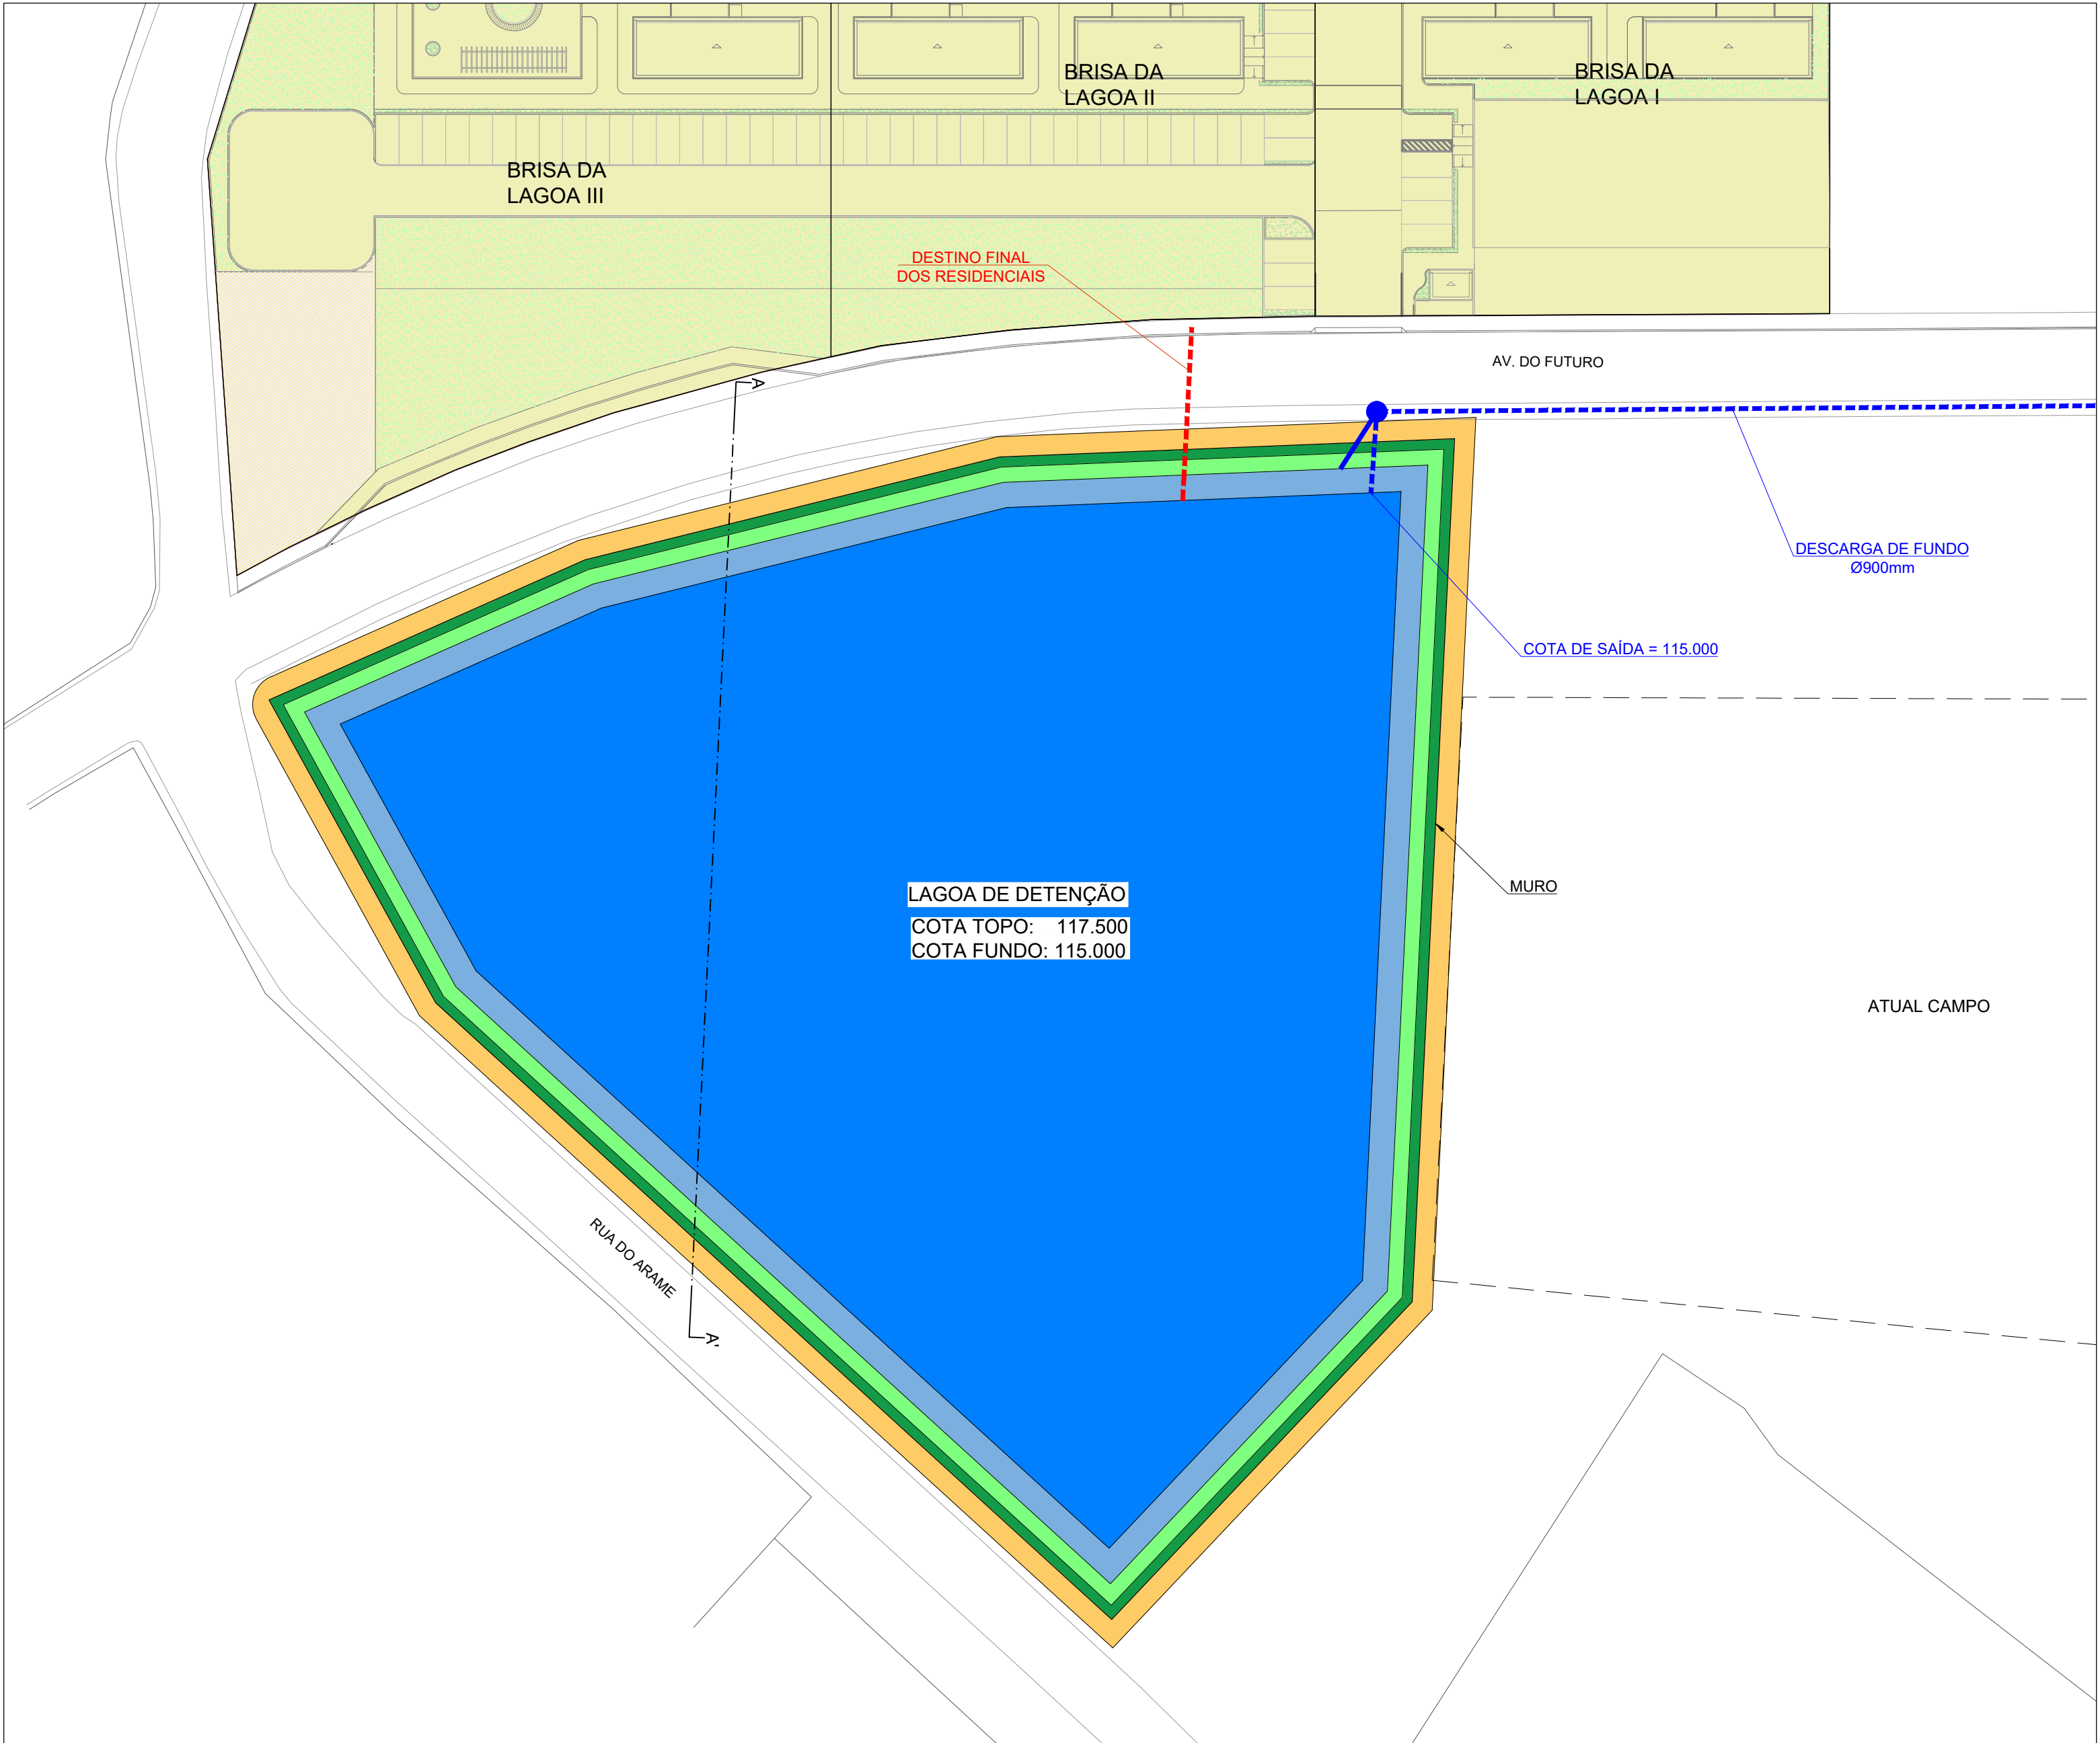 BRISA DA
LAGOA II
BRISA DA
LAGOA I
BRISA DA
LAGOA III
DESTINO FINAL
DOS RESIDENCIAIS
AV. DO FUTURO
A
DESCARGA DE FUNDO
Ø900mm
COTA DE SAÍDA = 115.000
MURO
LAGOA DE DETENÇÃO
COTA TOPO: 117.500
COTA FUNDO: 115.000
ATUAL CAMPO
RUA DO ARAME
A'